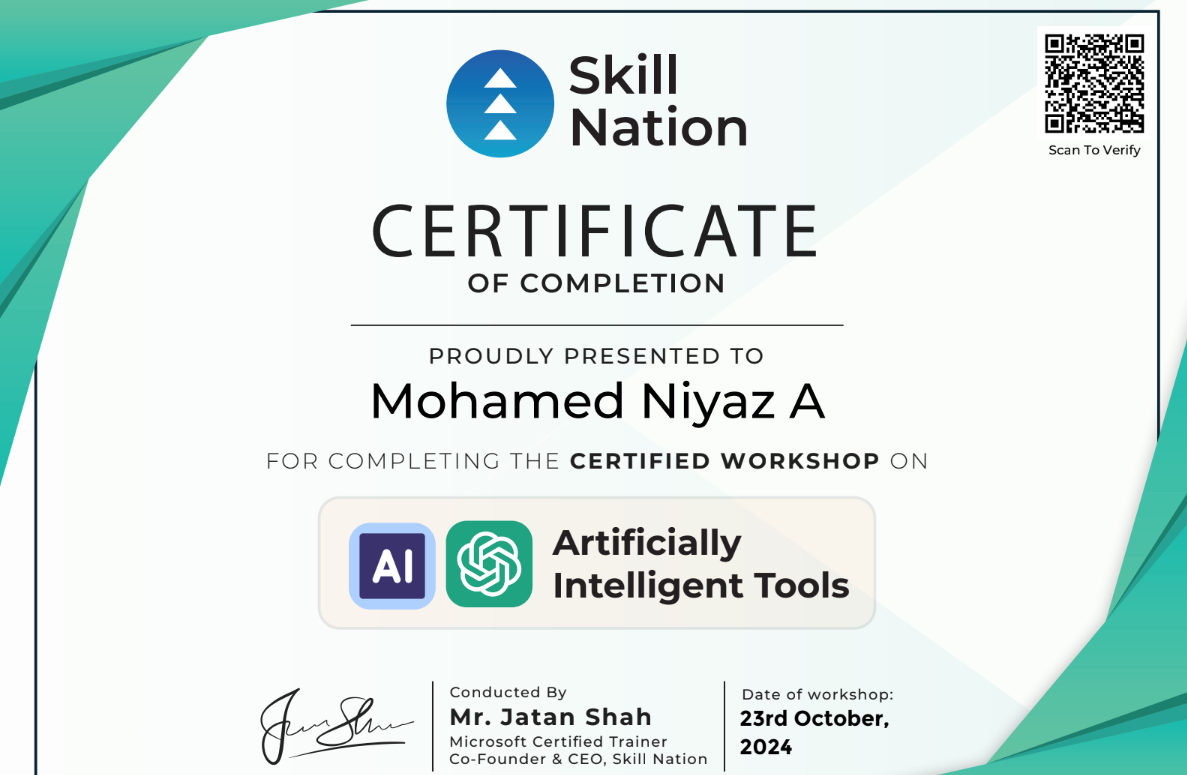 Skill
Nation
Scan To Verify
CERTIFICATE
OF COMPLETION
PROUDLY PRESENTED TO
Mohamed Niyaz A
FOR COMPLETING THE CERTIFIED WORKSHOP ON
AI
Artificially
Intelligent Tools
Conducted By
Mr. Jatan Shah
Microsoft Certified Trainer
Co-Founder & CEO, Skill Nation
Date of workshop:
23rd October,
2024